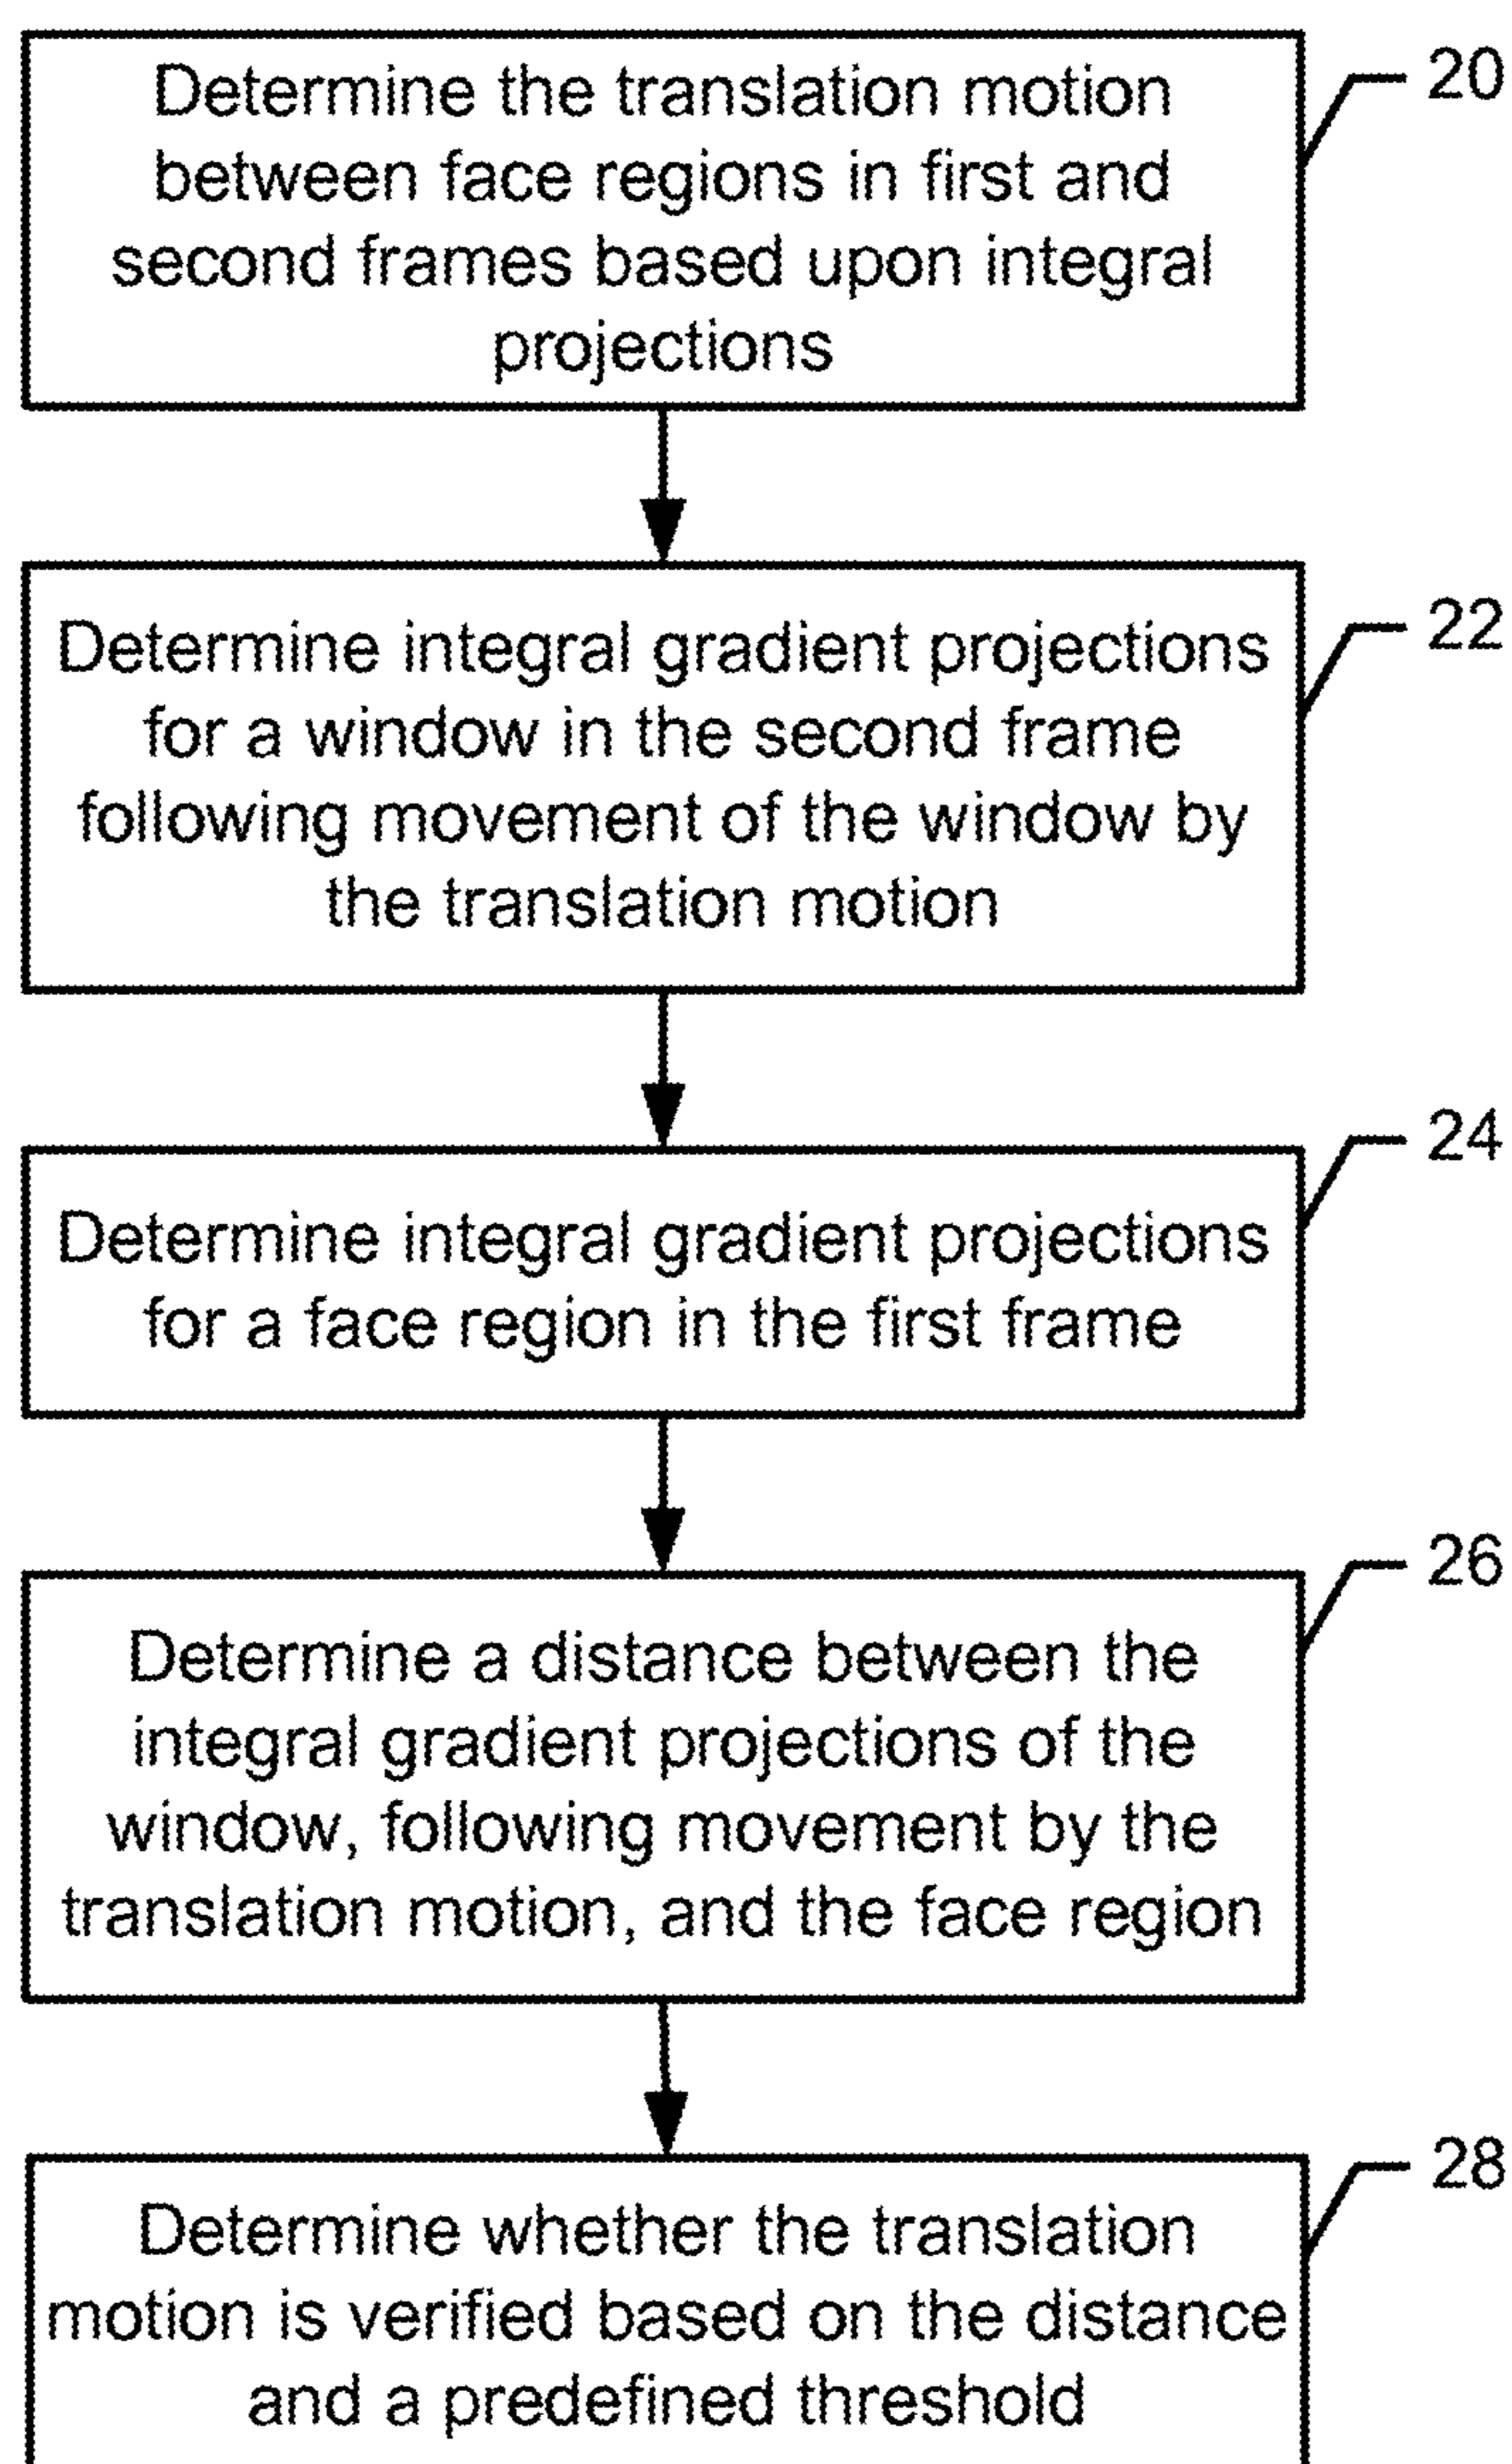 Determine the translation motion
between face regions in first and
second frames based upon integral
projections
20
Determine integral gradient projections
for a window in the second frame
following movement of the window by
the translation motion
22
Determine integral gradient projections
for a face region in the first frame
24
Determine a distance between the
integral gradient projections of the
window, following movement by the
translation motion, and the face region
26
Determine whether the translation
motion is verified based on the distance
and a predefined threshold
28